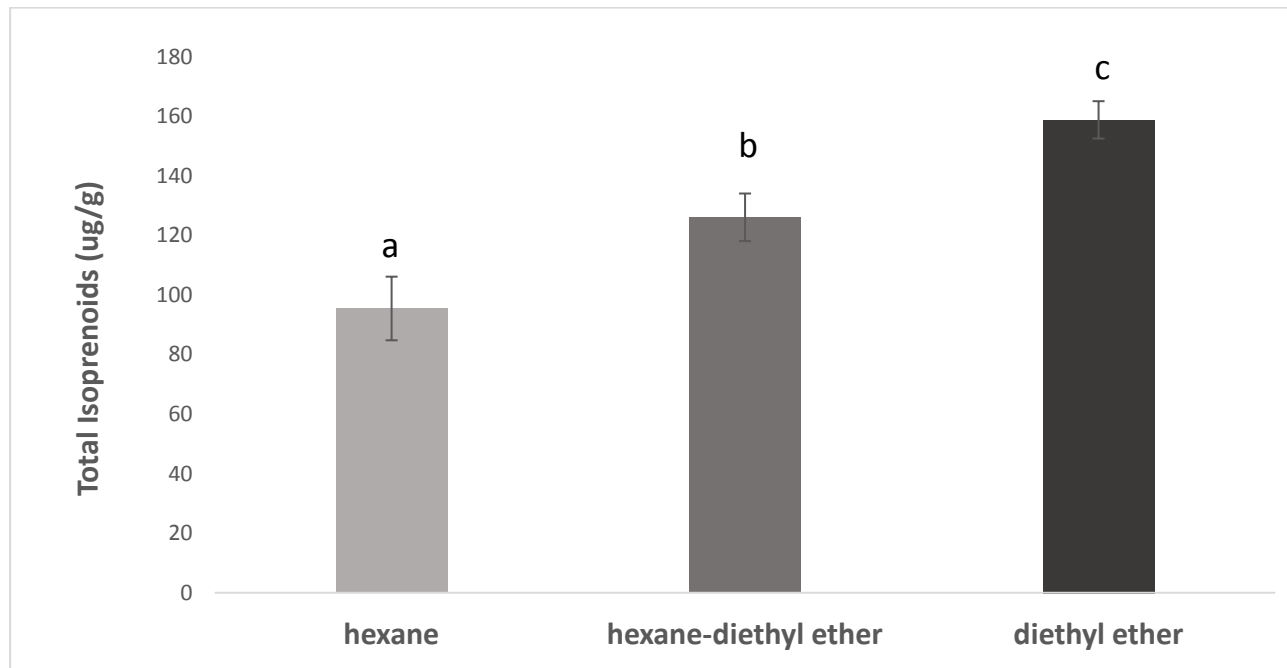 Total Isoprenoids (ug/g)
180
160
140
120
100
80
60
40
20
0
a
b
c
hexane
hexane-diethyl ether
diethyl ether